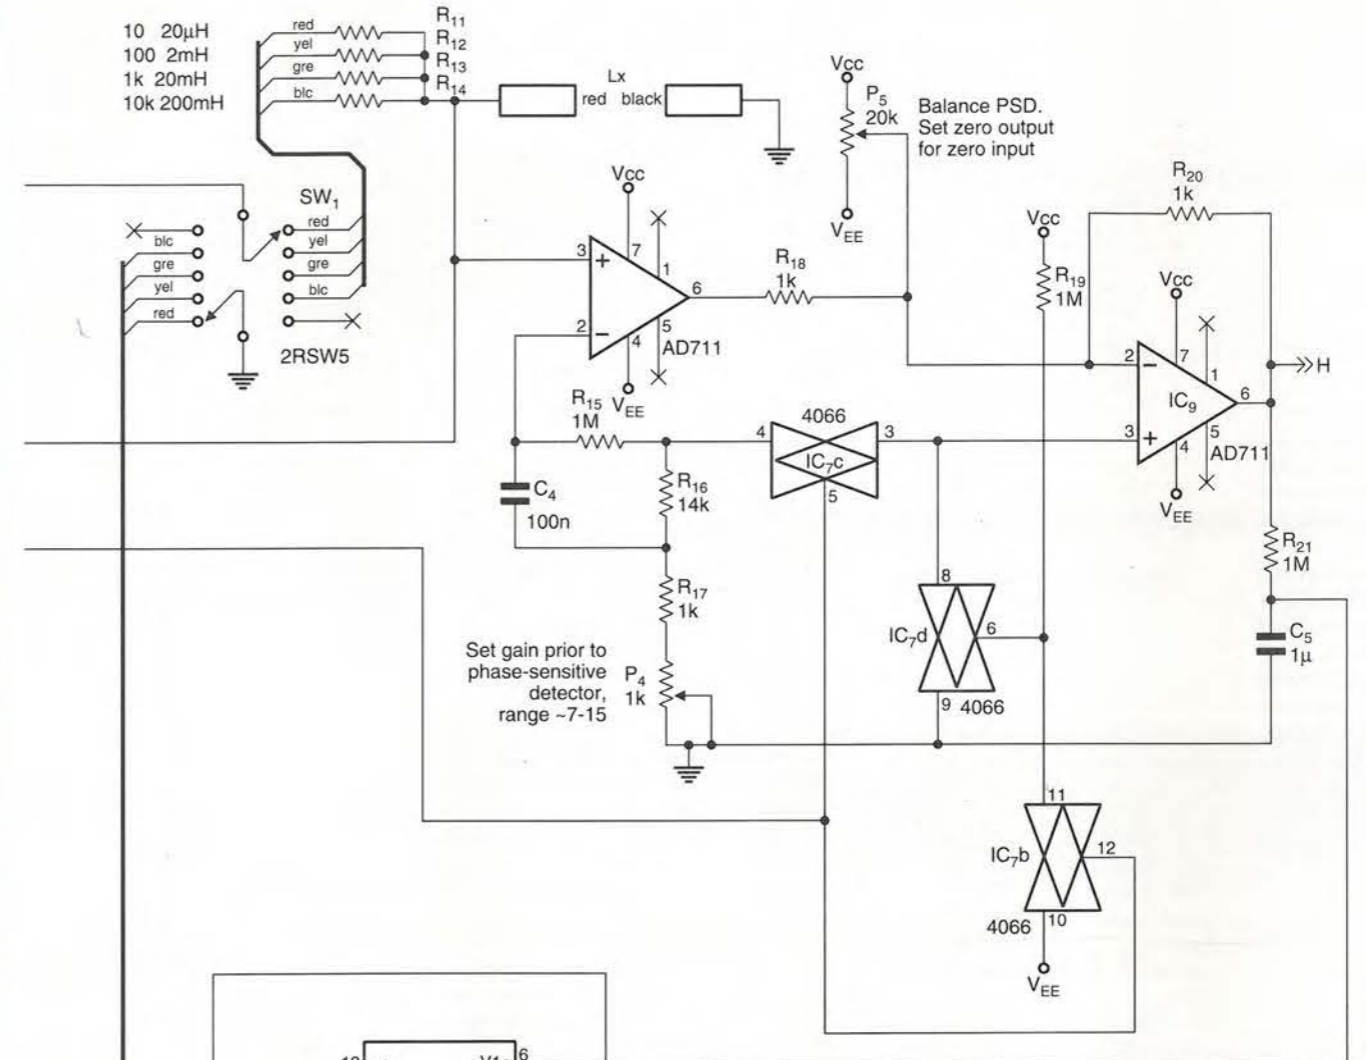 10 20μH
100 2mH
1k 20mH
10k 200mH
red
yel
gre
blc
R11
R12
R13
R14
Lx
red black
Vcc
P5
20k
VEE
Balance PSD.
Set zero output
for zero input
SW1
red
yel
gre
blc
blc
gre
yel
red
2RSW5
Vcc
3
+
7
1
6
2
−
4
5
AD711
VEE
R18
1k
Vcc
R19
1M
R20
1k
Vcc
2
−
7
1
IC9
6
H
3
+
4
5
AD711
VEE
R15
1M
4066
4
3
IC7c
5
C4
100n
R16
14k
R17
1k
R21
1M
8
IC7d
6
9
4066
C5
1μ
Set gain prior to
phase-sensitive
detector,
range ~7-15
P4
1k
11
IC7b
12
4066
10
VEE
6